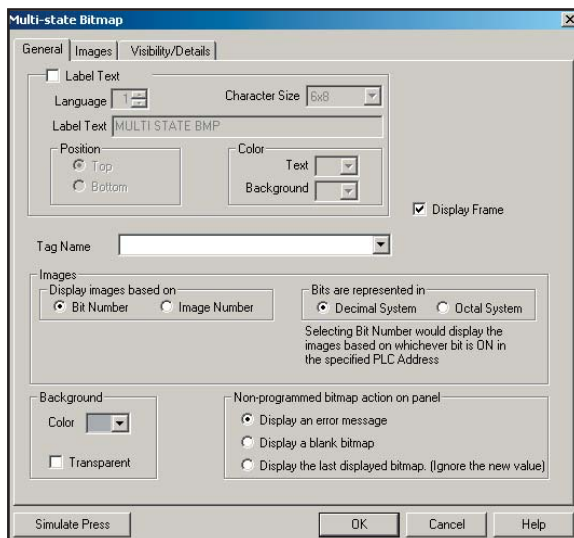 Multi-state Bitmap
General Images Visibility/Details
Label Text
Language 1 Character Size 6x8
Label Text MULTI STATE BMP
Position Color
Top Text
Bottom Background
Display Frame
Tag Name
Images
Display images based on Bits are represented in
Bit Number Image Number Decimal System Octal System
Selecting Bit Number would display the
images based on whichever bit is ON in
the specified PLC Address
Background Non-programmed bitmap action on panel
Color Display an error message
Display a blank bitmap
Transparent Display the last displayed bitmap. (Ignore the new value)
Simulate Press OK Cancel Help